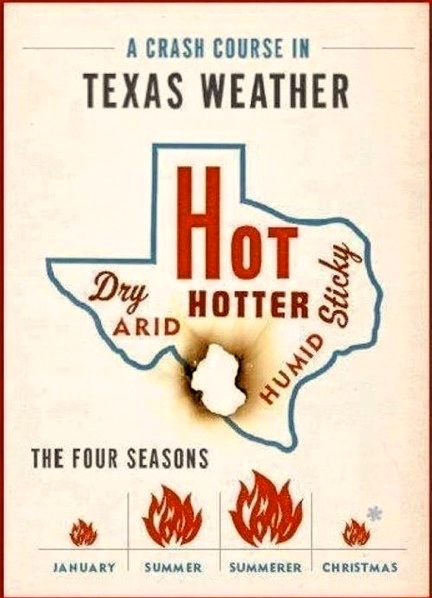 A CRASH COURSE IN
TEXAS WEATHER
HOT
HOTTER
Dry
ARID
HUMID
Sticky
THE FOUR SEASONS
JANUARY
SUMMER
SUMMERER
CHRISTMAS